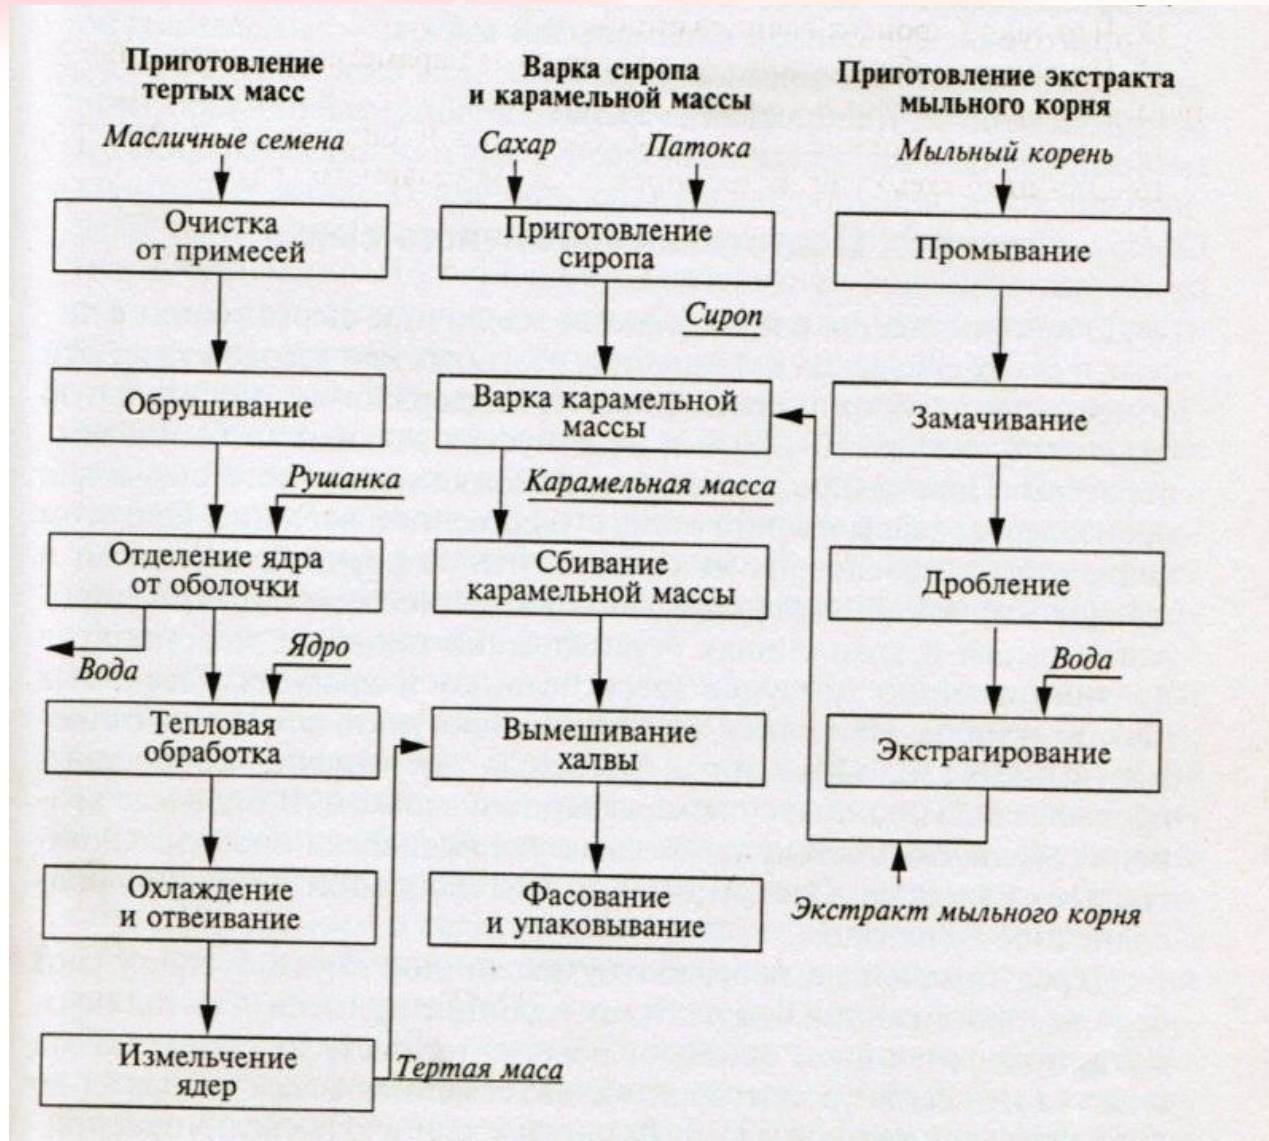 Приготовление
тертых масс
Масличные семена
Очистка
от примесей
Обрушивание
Рушанка
Отделение ядра
от оболочки
Вода
Ядро
Тепловая
обработка
Охлаждение
и отвеивание
Измельчение
ядер
Тертая маса
Варка сиропа
и карамельной массы
Сахар
Патока
Приготовление
сиропа
Сироп
Варка карамельной
массы
Карамельная масса
Сбивание
карамельной массы
Вымешивание
халвы
Фасование
и упаковывание
Приготовление экстракта
мыльного корня
Мыльный корень
Промывание
Замачивание
Дробление
Вода
Экстрагирование
Экстракт мыльного корня